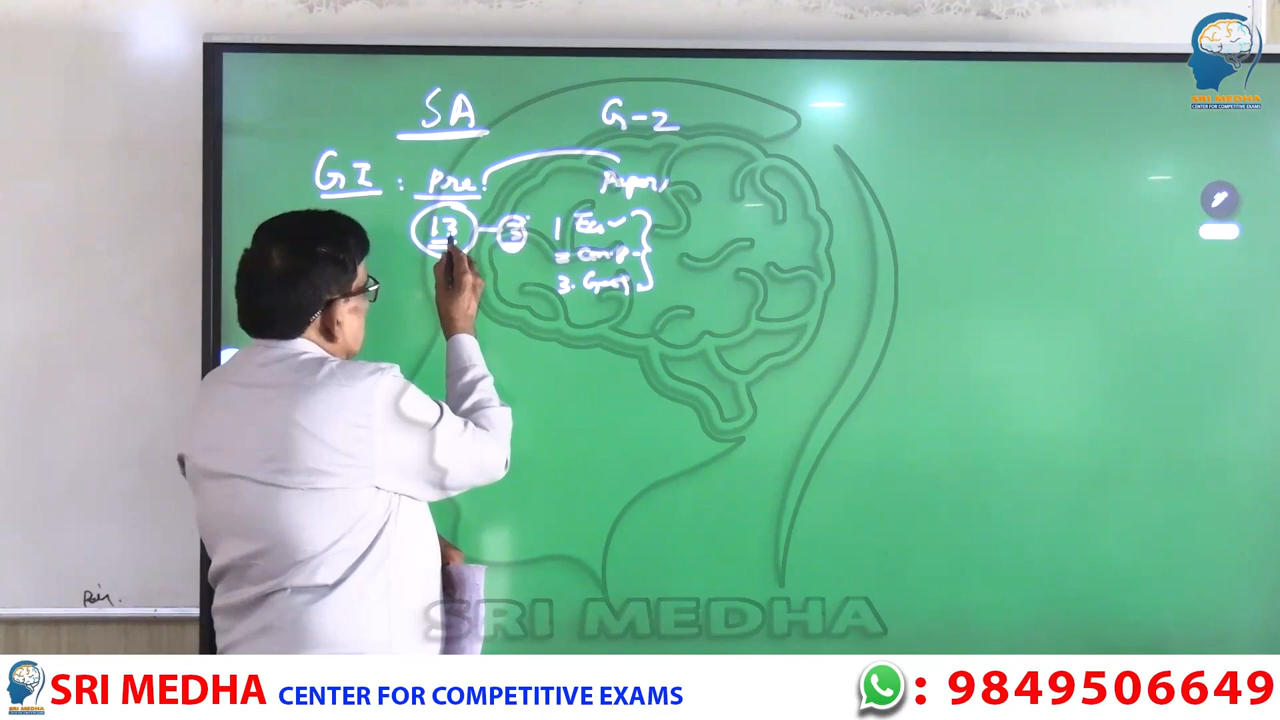 SRI MEDHA
CENTER FOR COMPETITIVE EXAMS
SA G-2
GI : Pre.
13 - 3 1 Eco
2
3. Geog
SRI MEDHA
SRI MEDHA CENTER FOR COMPETITIVE EXAMS : 9849506649